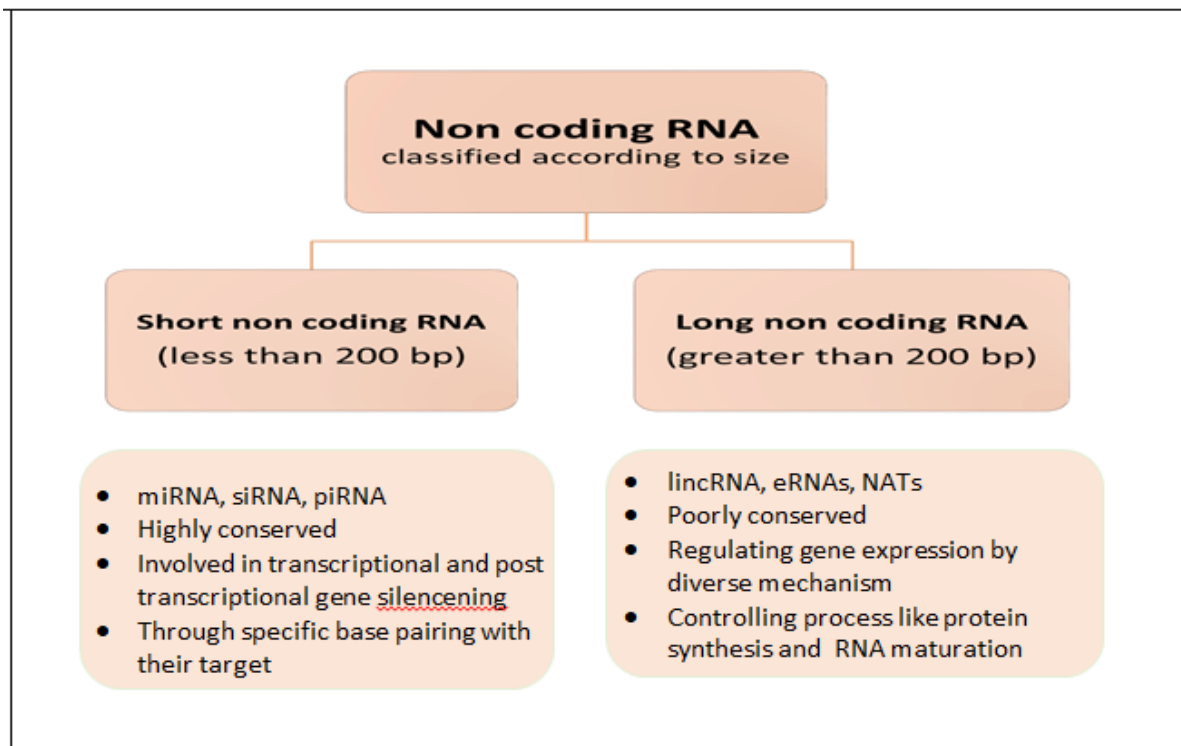 Non coding RNA
classified according to size
Short non coding RNA
(less than 200 bp)
Long non coding RNA
(greater than 200 bp)
• miRNA, siRNA, piRNA
• Highly conserved
• Involved in transcriptional and post
transcriptional gene silencening
• Through specific base pairing with
their target
• lincRNA, eRNAs, NATs
• Poorly conserved
• Regulating gene expression by
diverse mechanism
• Controlling process like protein
synthesis and RNA maturation